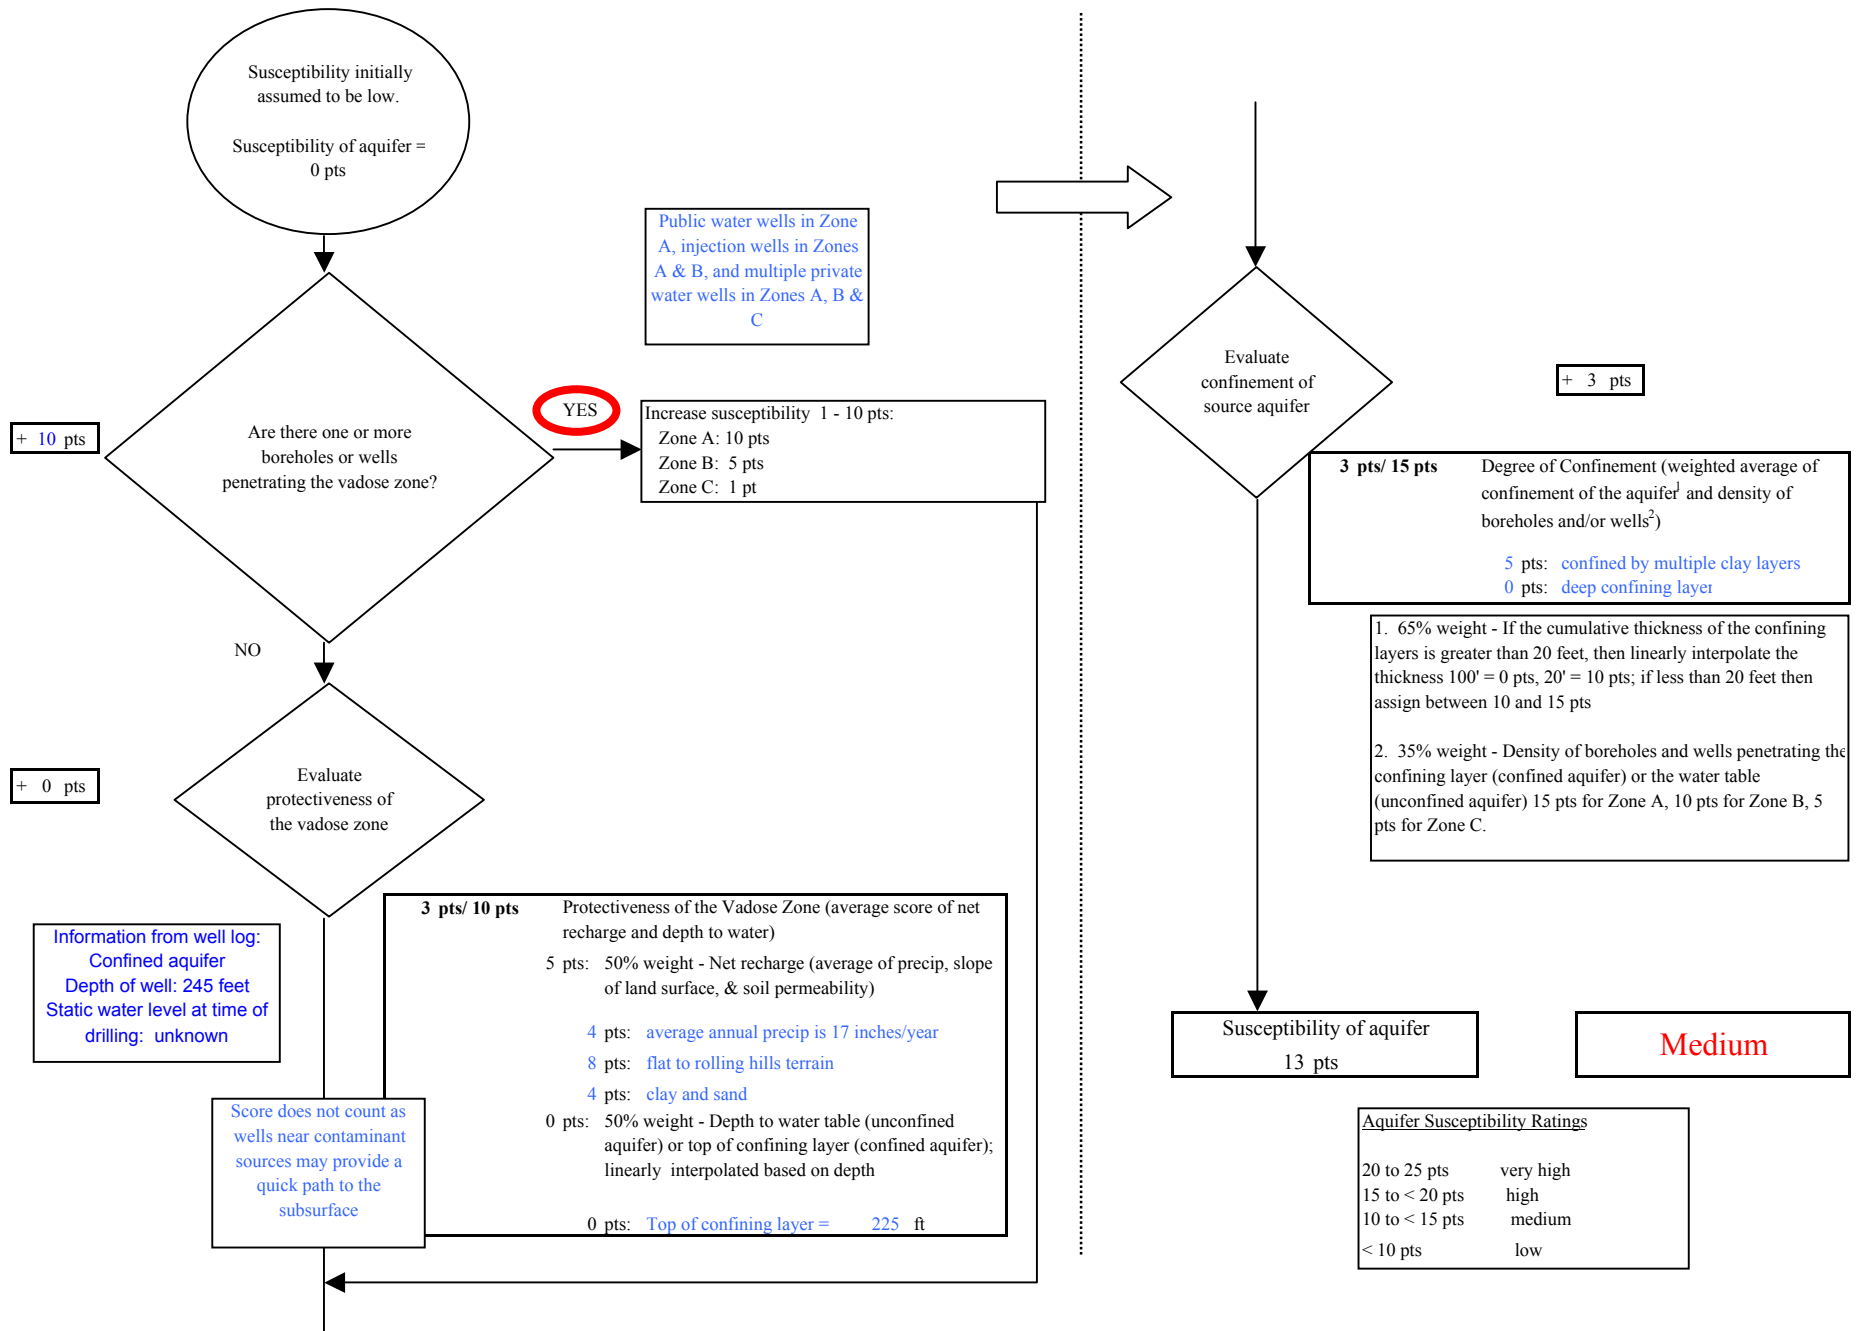 Susceptibility initially
assumed to be low.
Susceptibility of aquifer =
0 pts
Public water wells in Zone
A, injection wells in Zones
A & B, and multiple private
water wells in Zones A, B &
C
+ 10 pts
Are there one or more
boreholes or wells
penetrating the vadose zone?
YES
Increase susceptibility 1 - 10 pts:
Zone A: 10 pts
Zone B: 5 pts
Zone C: 1 pt
NO
+ 0 pts
Evaluate
protectiveness of
the vadose zone
Information from well log:
Confined aquifer
Depth of well: 245 feet
Static water level at time of
drilling: unknown
Score does not count as
wells near contaminant
sources may provide a
quick path to the
subsurface
3 pts/ 10 pts Protectiveness of the Vadose Zone (average score of net
recharge and depth to water)
5 pts: 50% weight - Net recharge (average of precip, slope
of land surface, & soil permeability)
4 pts: average annual precip is 17 inches/year
8 pts: flat to rolling hills terrain
4 pts: clay and sand
0 pts: 50% weight - Depth to water table (unconfined
aquifer) or top of confining layer (confined aquifer);
linearly interpolated based on depth
0 pts: Top of confining layer = 225 ft
Evaluate
confinement of
source aquifer
+ 3 pts
3 pts/ 15 pts Degree of Confinement (weighted average of
confinement of the aquifer1 and density of
boreholes and/or wells2)
5 pts: confined by multiple clay layers
0 pts: deep confining layer
1. 65% weight - If the cumulative thickness of the confining
layers is greater than 20 feet, then linearly interpolate the
thickness 100' = 0 pts, 20' = 10 pts; if less than 20 feet then
assign between 10 and 15 pts
2. 35% weight - Density of boreholes and wells penetrating the
confining layer (confined aquifer) or the water table
(unconfined aquifer) 15 pts for Zone A, 10 pts for Zone B, 5
pts for Zone C.
Susceptibility of aquifer
13 pts
Medium
Aquifer Susceptibility Ratings
20 to 25 pts very high
15 to < 20 pts high
10 to < 15 pts medium
< 10 pts low